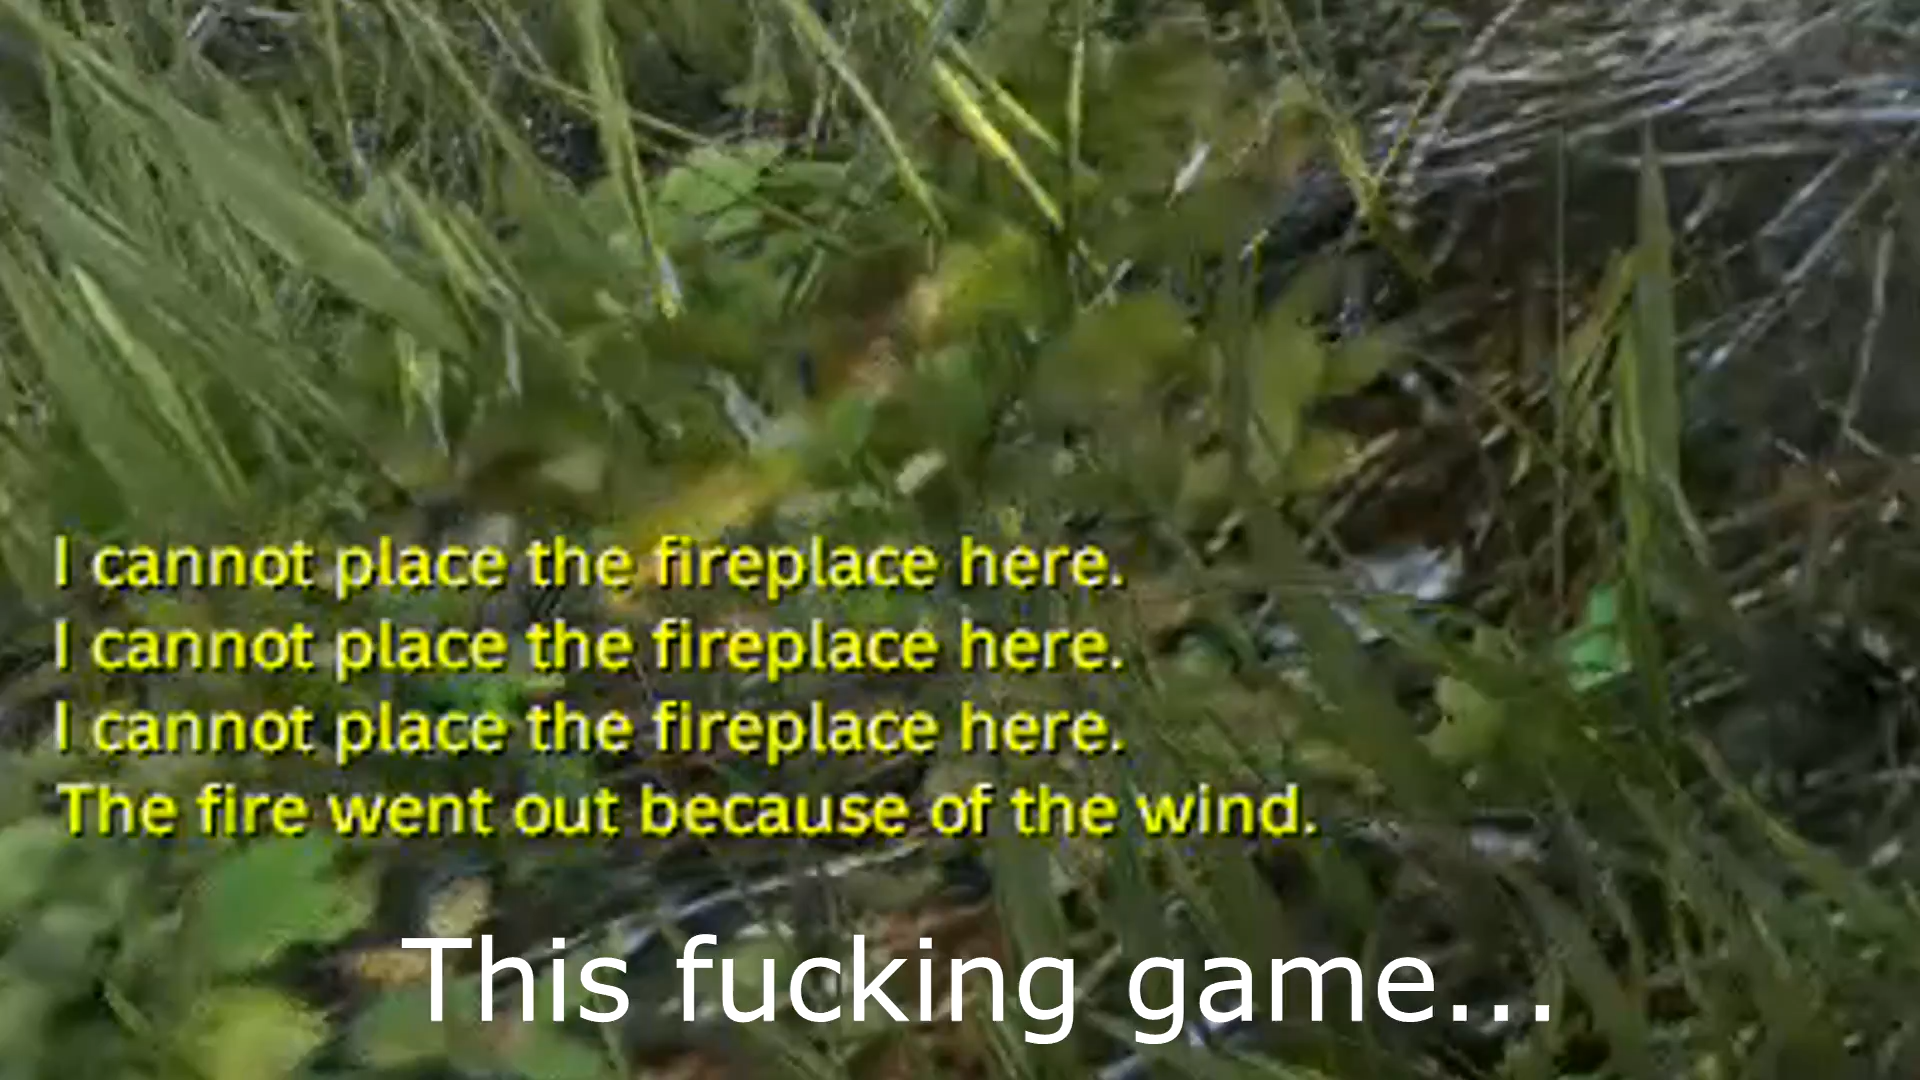 I cannot place the fireplace here.
I cannot place the fireplace here.
I cannot place the fireplace here.
The fire went out because of the wind.
This fucking game...